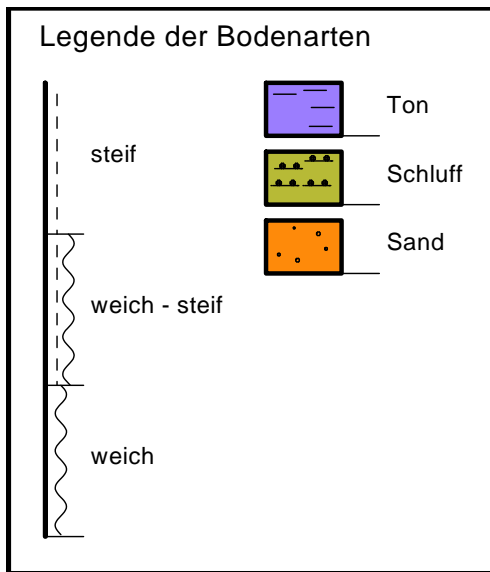 Legende der Bodenarten
steif
weich - steif
weich
Ton
Schluff
Sand